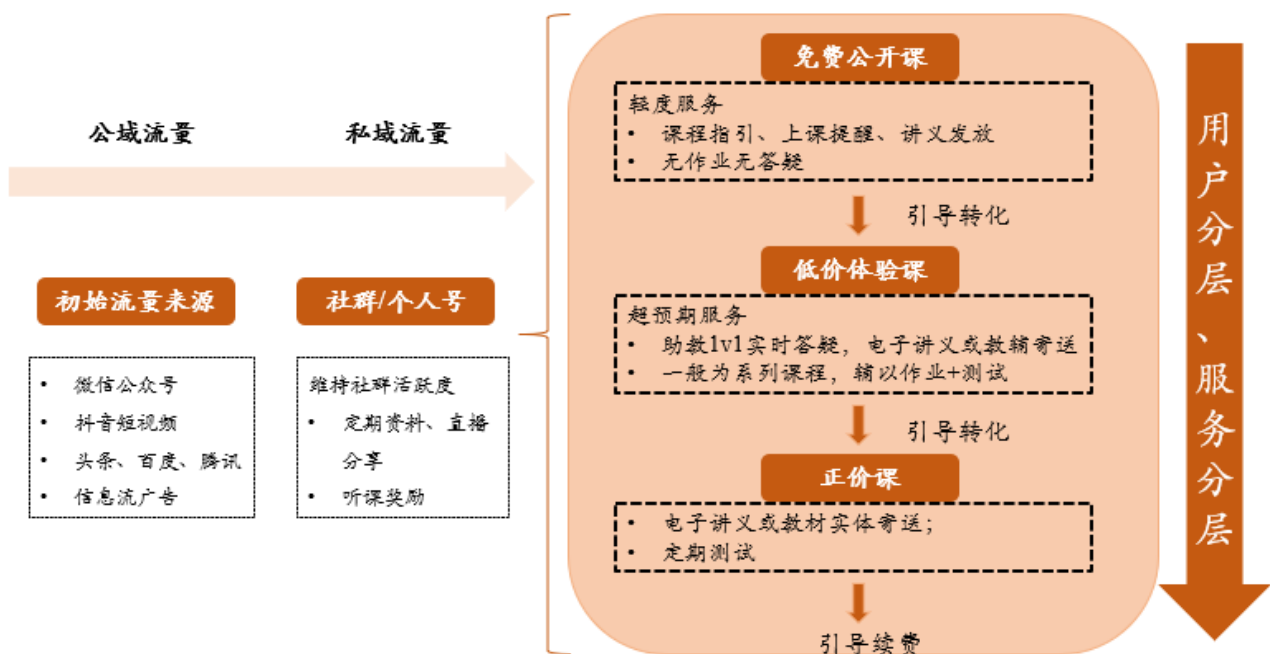 公域流量
私域流量
初始流量来源
• 微信公众号
• 抖音短视频
• 头条、百度、腾讯
• 信息流广告
社群/个人号
维持社群活跃度
• 定期资料、直播
分享
• 听课奖励
免费公开课
轻度服务
• 课程指引、上课提醒、讲义发放
• 无作业无答疑
引导转化
低价体验课
超预期服务
• 助教1v1实时答疑，电子讲义或教辅寄送
• 一般为系列课程，辅以作业+测试
引导转化
正价课
• 电子讲义或教材实体寄送；
• 定期测试
引导续费
用户分层、服务分层